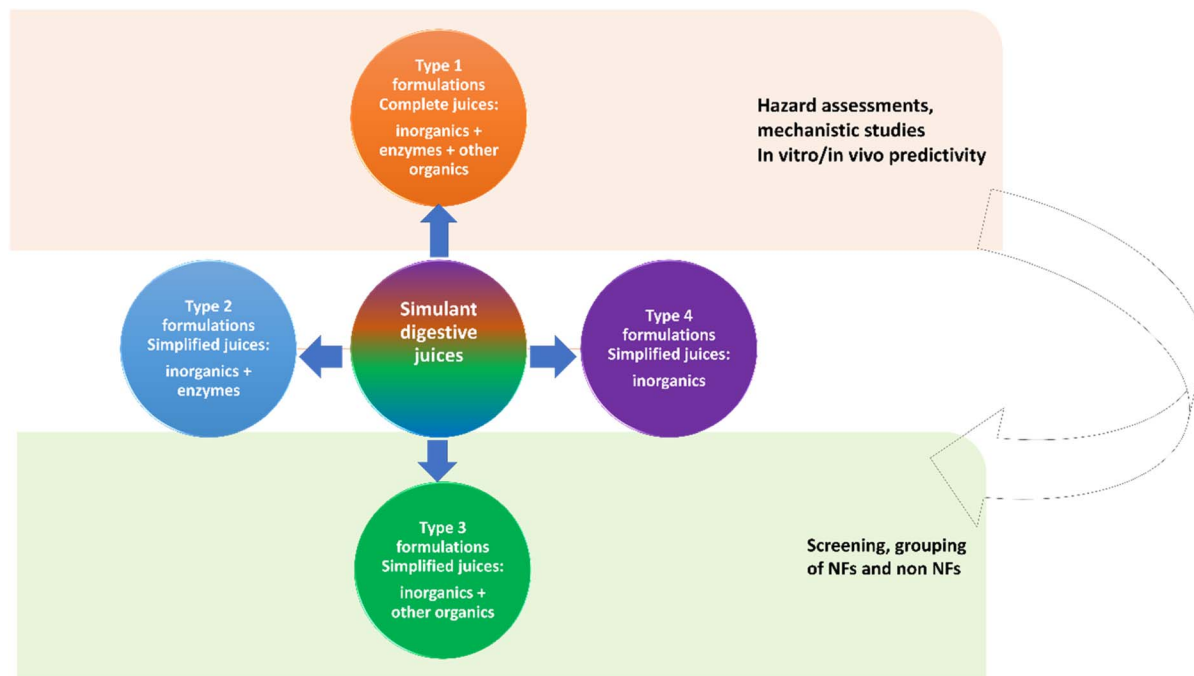 Type 1
formulations
Complete juices:
inorganics +
enzymes + other
organics
Hazard assessments,
mechanistic studies
In vitro/in vivo predictivity
Type 2
formulations
Simplified juices:
inorganics +
enzymes
Simulant
digestive
juices
Type 4
formulations
Simplified juices:
inorganics
Type 3
formulations
Simplified juices:
inorganics +
other organics
Screening, grouping
of NFs and non NFs